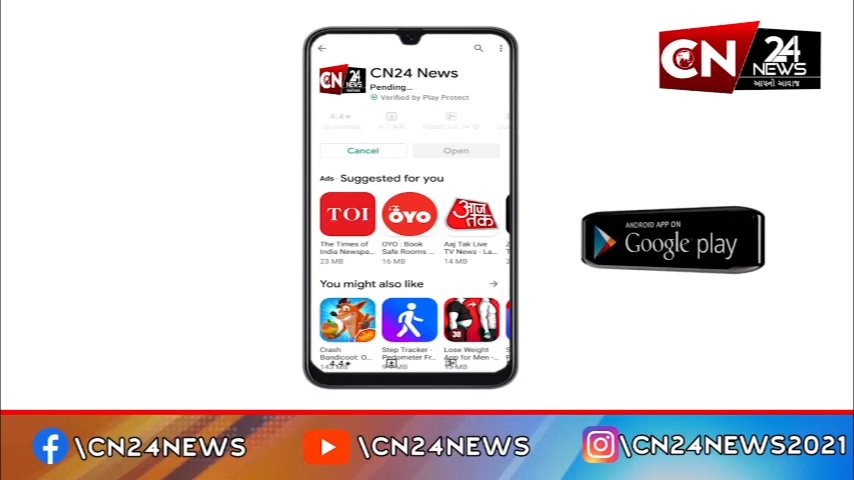 CN
24
NEWS
આપનો અવાજ
CN24 News
Pending...
Verified by Play Protect
Cancel
Open
Ads · Suggested for you
TOI
OYO
आज तक
The Times of
India Newspa...
23 MB
OYO : Book
Safe Rooms ...
16 MB
Aaj Tak Live
TV News - La...
14 MB
You might also like
30
Crash
Bandicoot: O...
Step Tracker -
Pedometer Fr...
Lose Weight
App for Men -...
ANDROID APP ON
Google play
\CN24NEWS
\CN24NEWS
\CN24NEWS2021